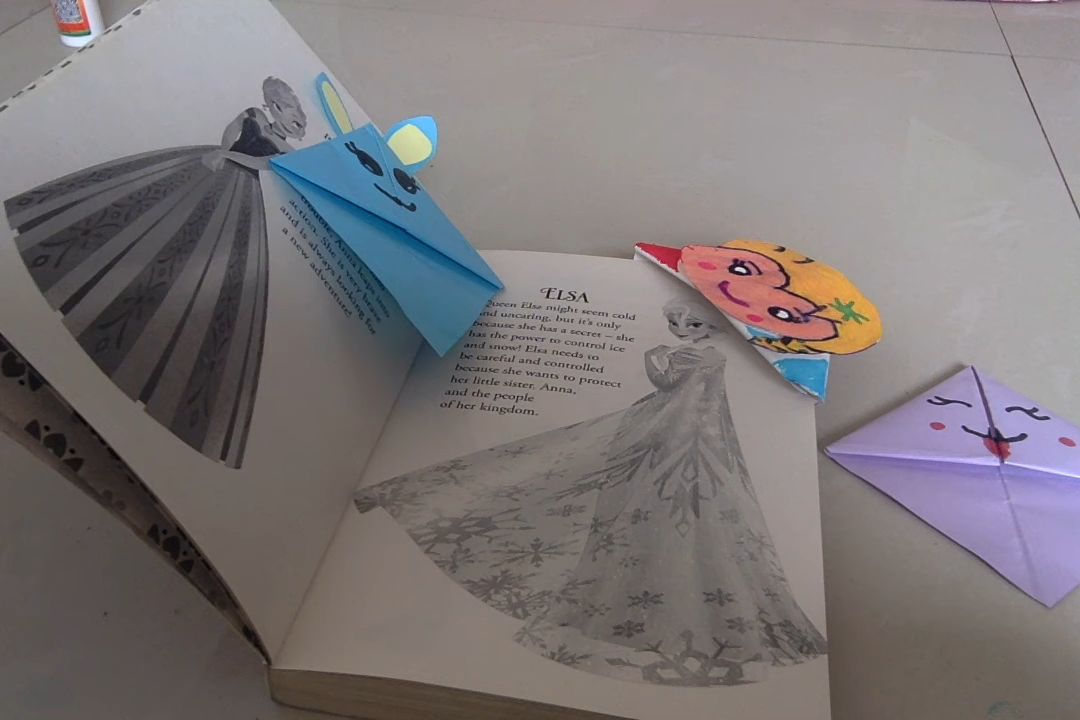 trouble. Anna keeps
action. She is very brave
and is always looking for
a new adventure!
ELSA
Queen Elsa might seem cold
and uncaring, but it's only
because she has a secret – she
has the power to control ice
and snow! Elsa needs to
be careful and controlled
because she wants to protect
her little sister, Anna,
and the people
of her kingdom.